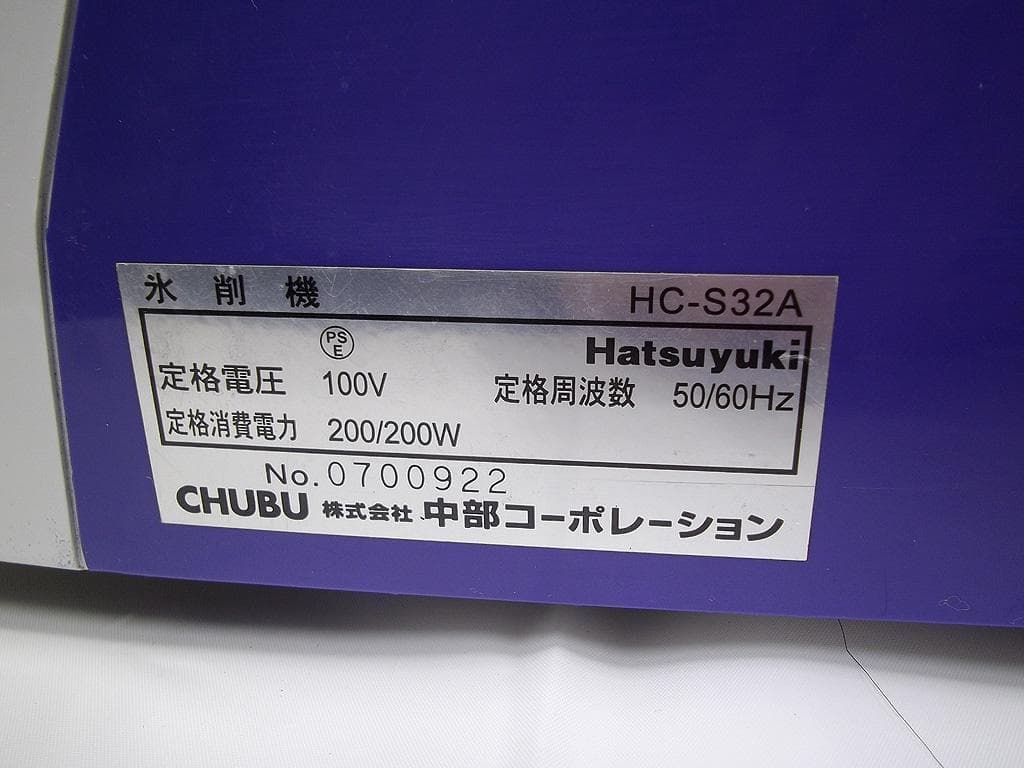 氷削機 HC-S32A
PS
E
Hatsuyuki
定格電圧 100V 定格周波数 50/60Hz
定格消費電力 200/200W
No.0700922
CHUBU 株式会社 中部コーポレーション